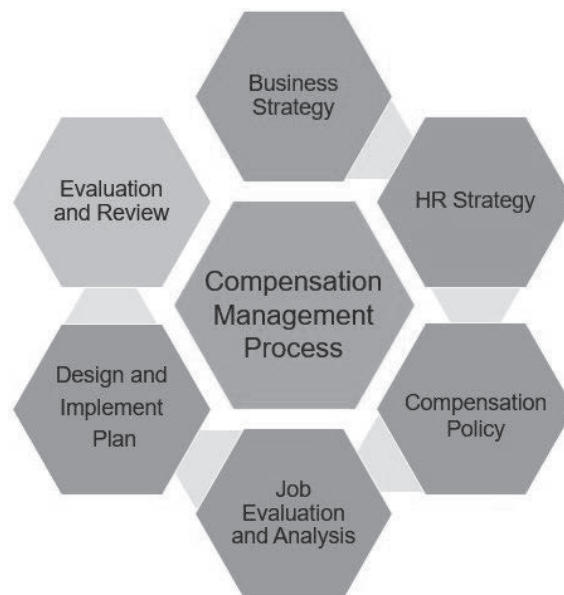 Business
Strategy
HR Strategy
Compensation
Policy
Job
Evaluation
and Analysis
Design and
Implement
Plan
Evaluation
and Review
Compensation
Management
Process